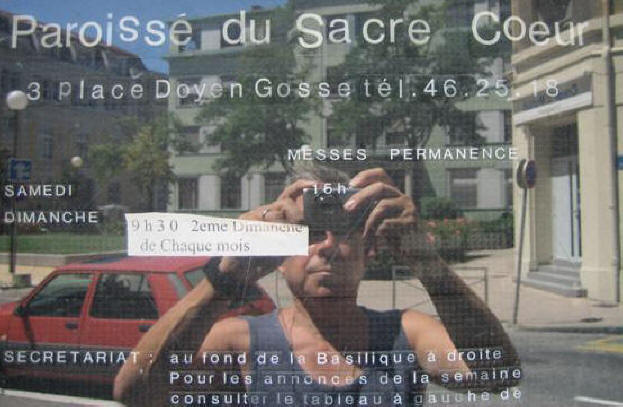 Paroisse du Sacre Coeur
3 Place Doyen Gosse tél. 46.25.18
MESSES PERMANENCE
SAMEDI 15h
DIMANCHE 9h30 2eme Dimanche
de Chaque mois
SECRETARIAT : au fond de la Basilique à droite
Pour les annonces de la semaine
consulter le tableau à gauche de